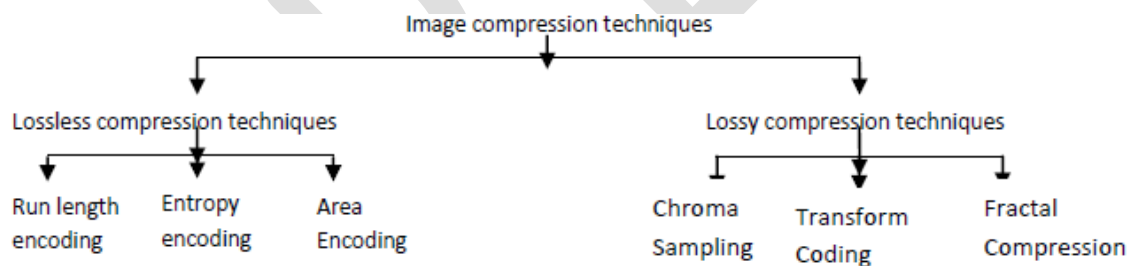 Image compression techniques
Lossless compression techniques
Lossy compression techniques
Run length
encoding
Entropy
encoding
Area
Encoding
Chroma
Sampling
Transform
Coding
Fractal
Compression